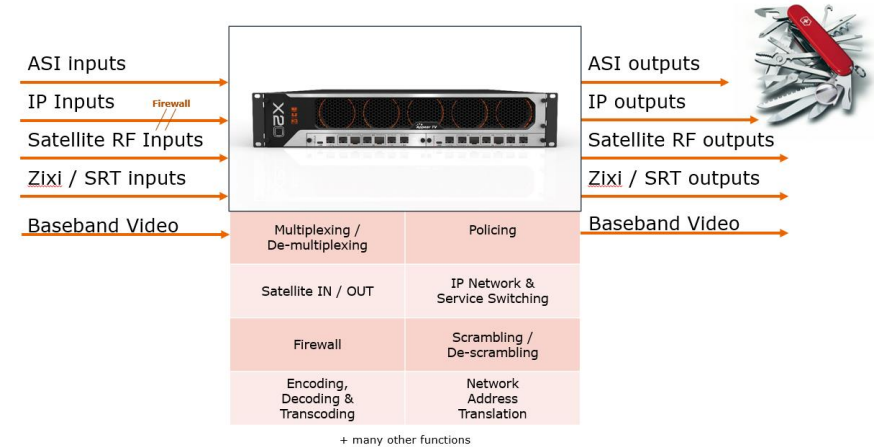 ASI inputs
IP Inputs
Firewall
Satellite RF Inputs
Zixi / SRT inputs
Baseband Video
X20
appear TV
ASI outputs
IP outputs
Satellite RF outputs
Zixi / SRT outputs
Baseband Video
Multiplexing /
De-multiplexing
Policing
Satellite IN / OUT
IP Network &
Service Switching
Firewall
Scrambling /
De-scrambling
Encoding,
Decoding &
Transcoding
Network
Address
Translation
+ many other functions